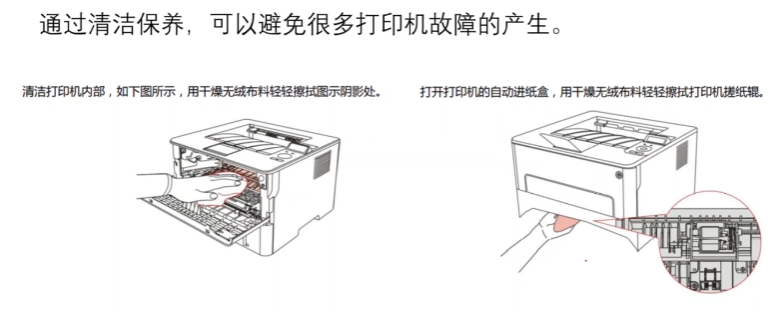 通过清洁保养，可以避免很多打印机故障的产生。
清洁打印机内部，如下图所示，用干燥无绒布料轻轻擦拭图示阴影处。
打开打印机的自动进纸盒，用干燥无绒布料轻轻擦拭打印机搓纸辊。